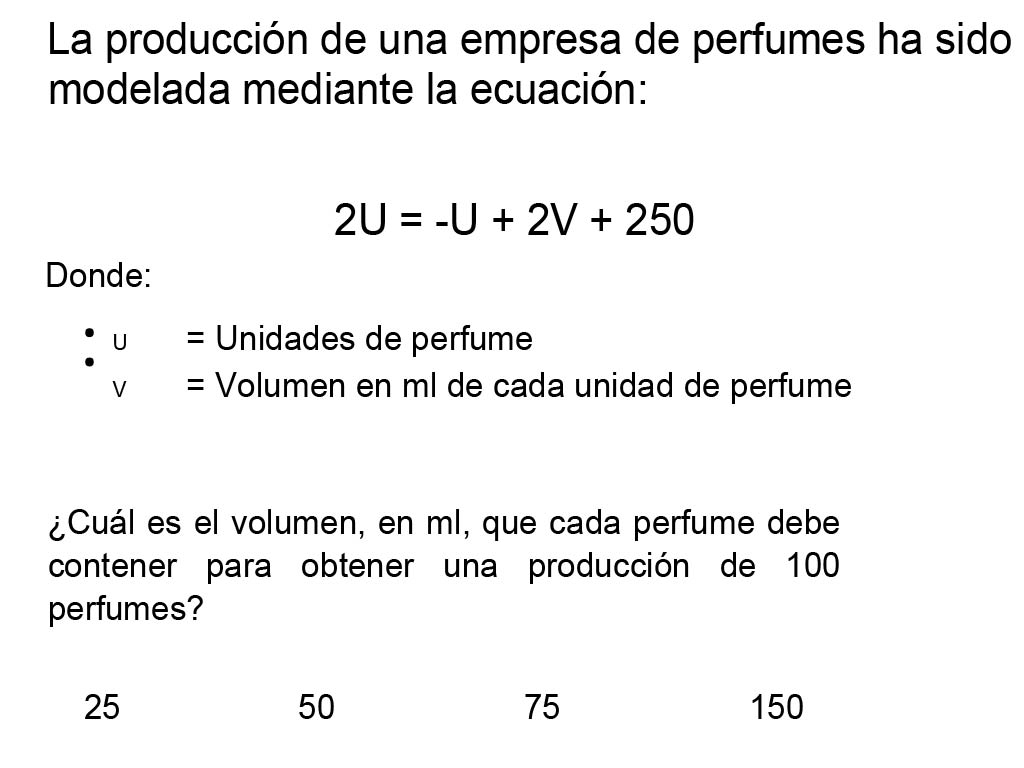 La producción de una empresa de perfumes ha sido
modelada mediante la ecuación:
2U = -U + 2V + 250
Donde:
• U = Unidades de perfume
• V = Volumen en ml de cada unidad de perfume
¿Cuál es el volumen, en ml, que cada perfume debe
contener para obtener una producción de 100
perfumes?
25 50 75 150